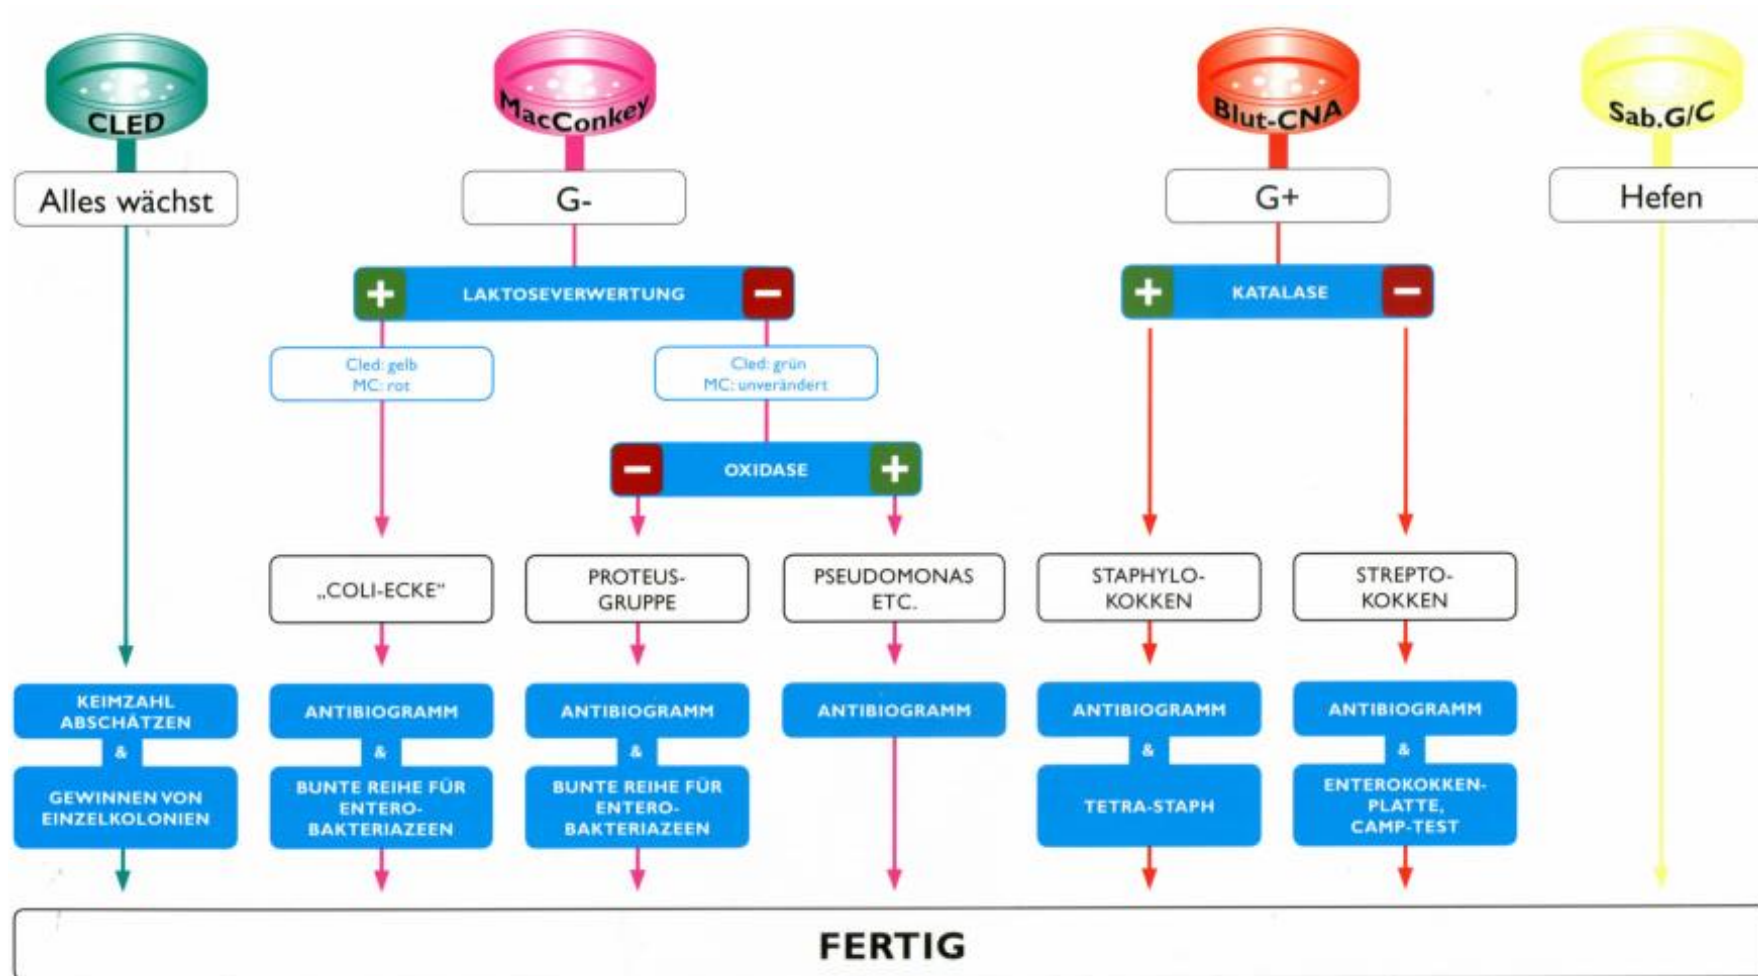 CLED
MacConkey
Blut-CNA
Sab.G/C
Alles wächst
G-
G+
Hefen
+ LAKTOSEVERWERTUNG −
+ KATALASE −
Cled: gelb
MC: rot
Cled: grün
MC: unverändert
− OXIDASE +
„COLI-ECKE“
PROTEUS-
GRUPPE
PSEUDOMONAS
ETC.
STAPHYLO-
KOKKEN
STREPTO-
KOKKEN
KEIMZAHL
ABSCHÄTZEN
&
GEWINNEN VON
EINZELKOLONIEN
ANTIBIOGRAMM
&
BUNTE REIHE FÜR
ENTERO-
BAKTERIAZEEN
ANTIBIOGRAMM
&
BUNTE REIHE FÜR
ENTERO-
BAKTERIAZEEN
ANTIBIOGRAMM
ANTIBIOGRAMM
&
TETRA-STAPH
ANTIBIOGRAMM
&
ENTEROKOKKEN-
PLATTE,
CAMP-TEST
FERTIG